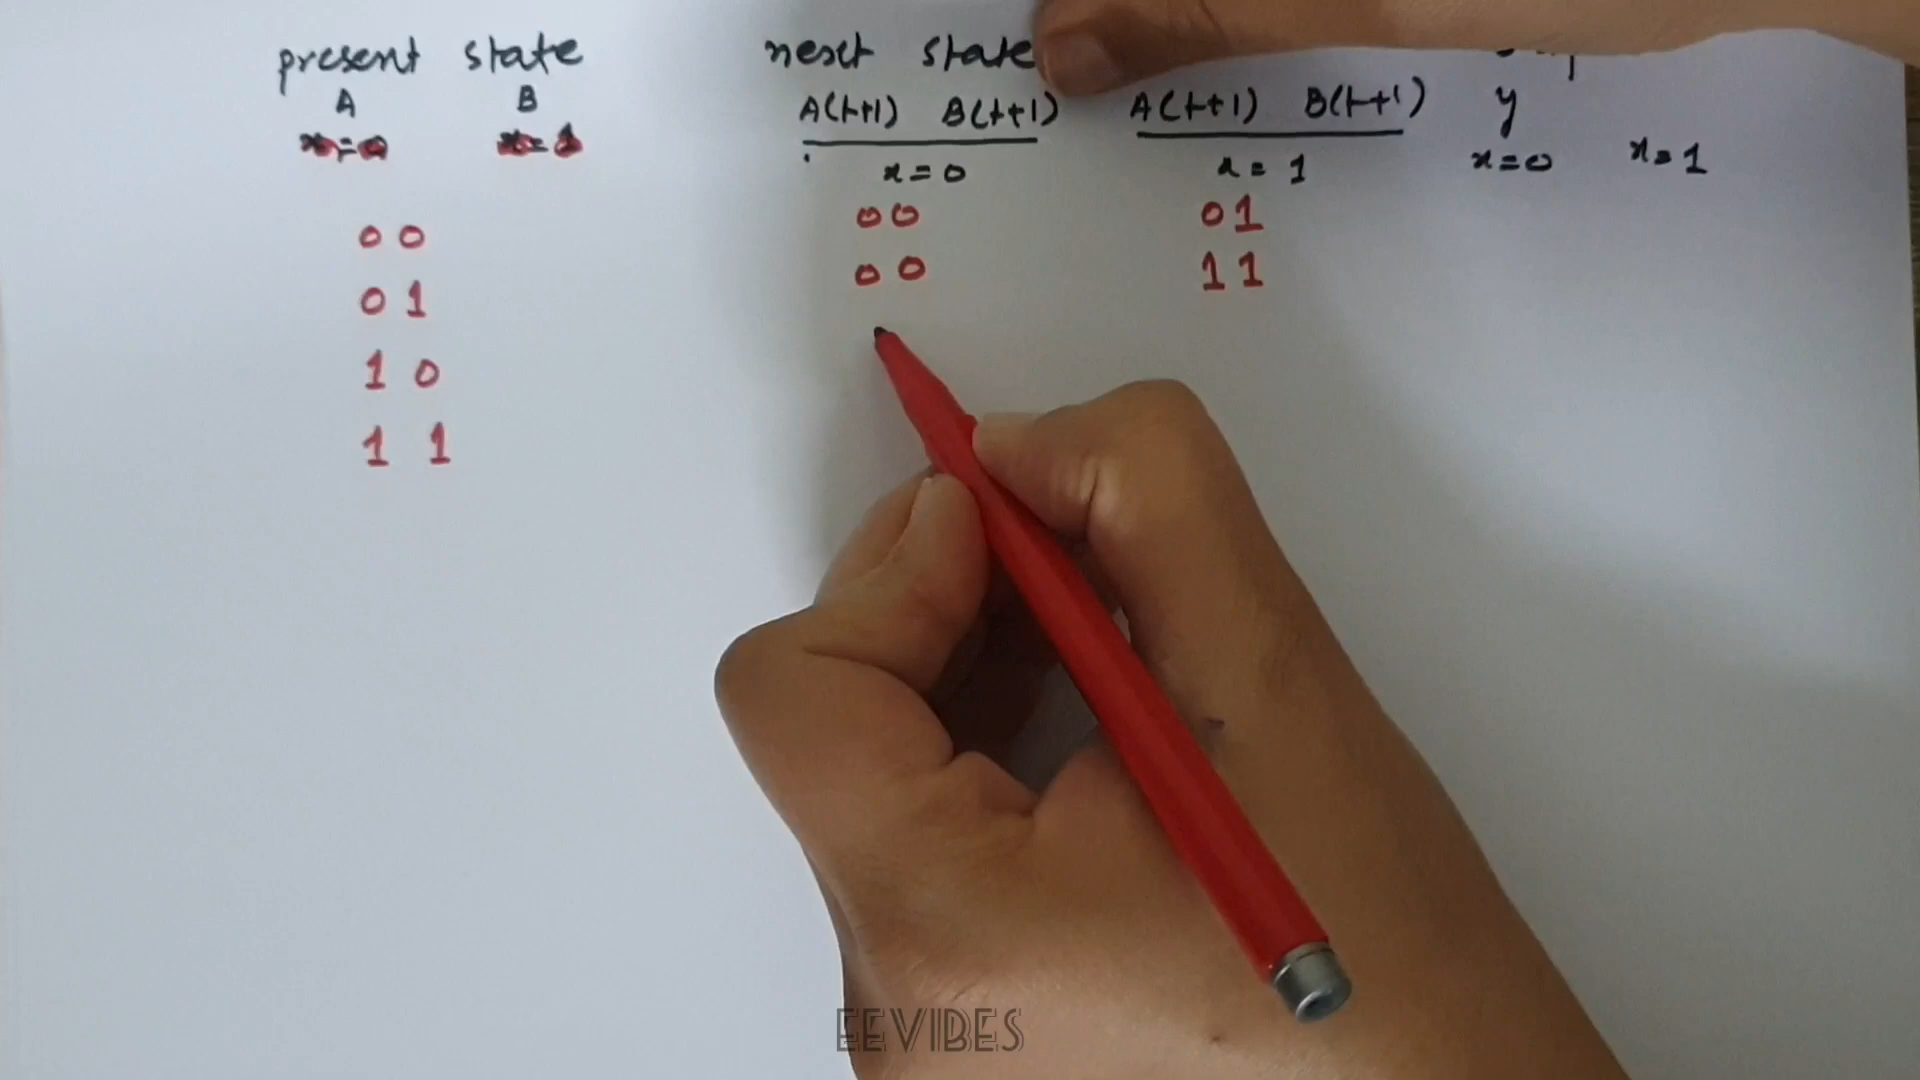 present state next state
A B A(t+1) B(t+1) A(t+1) B(t+1) y
x=0 x=1 x=0 x=1
00 00 01
01 00 11
10
11
EEVIBES